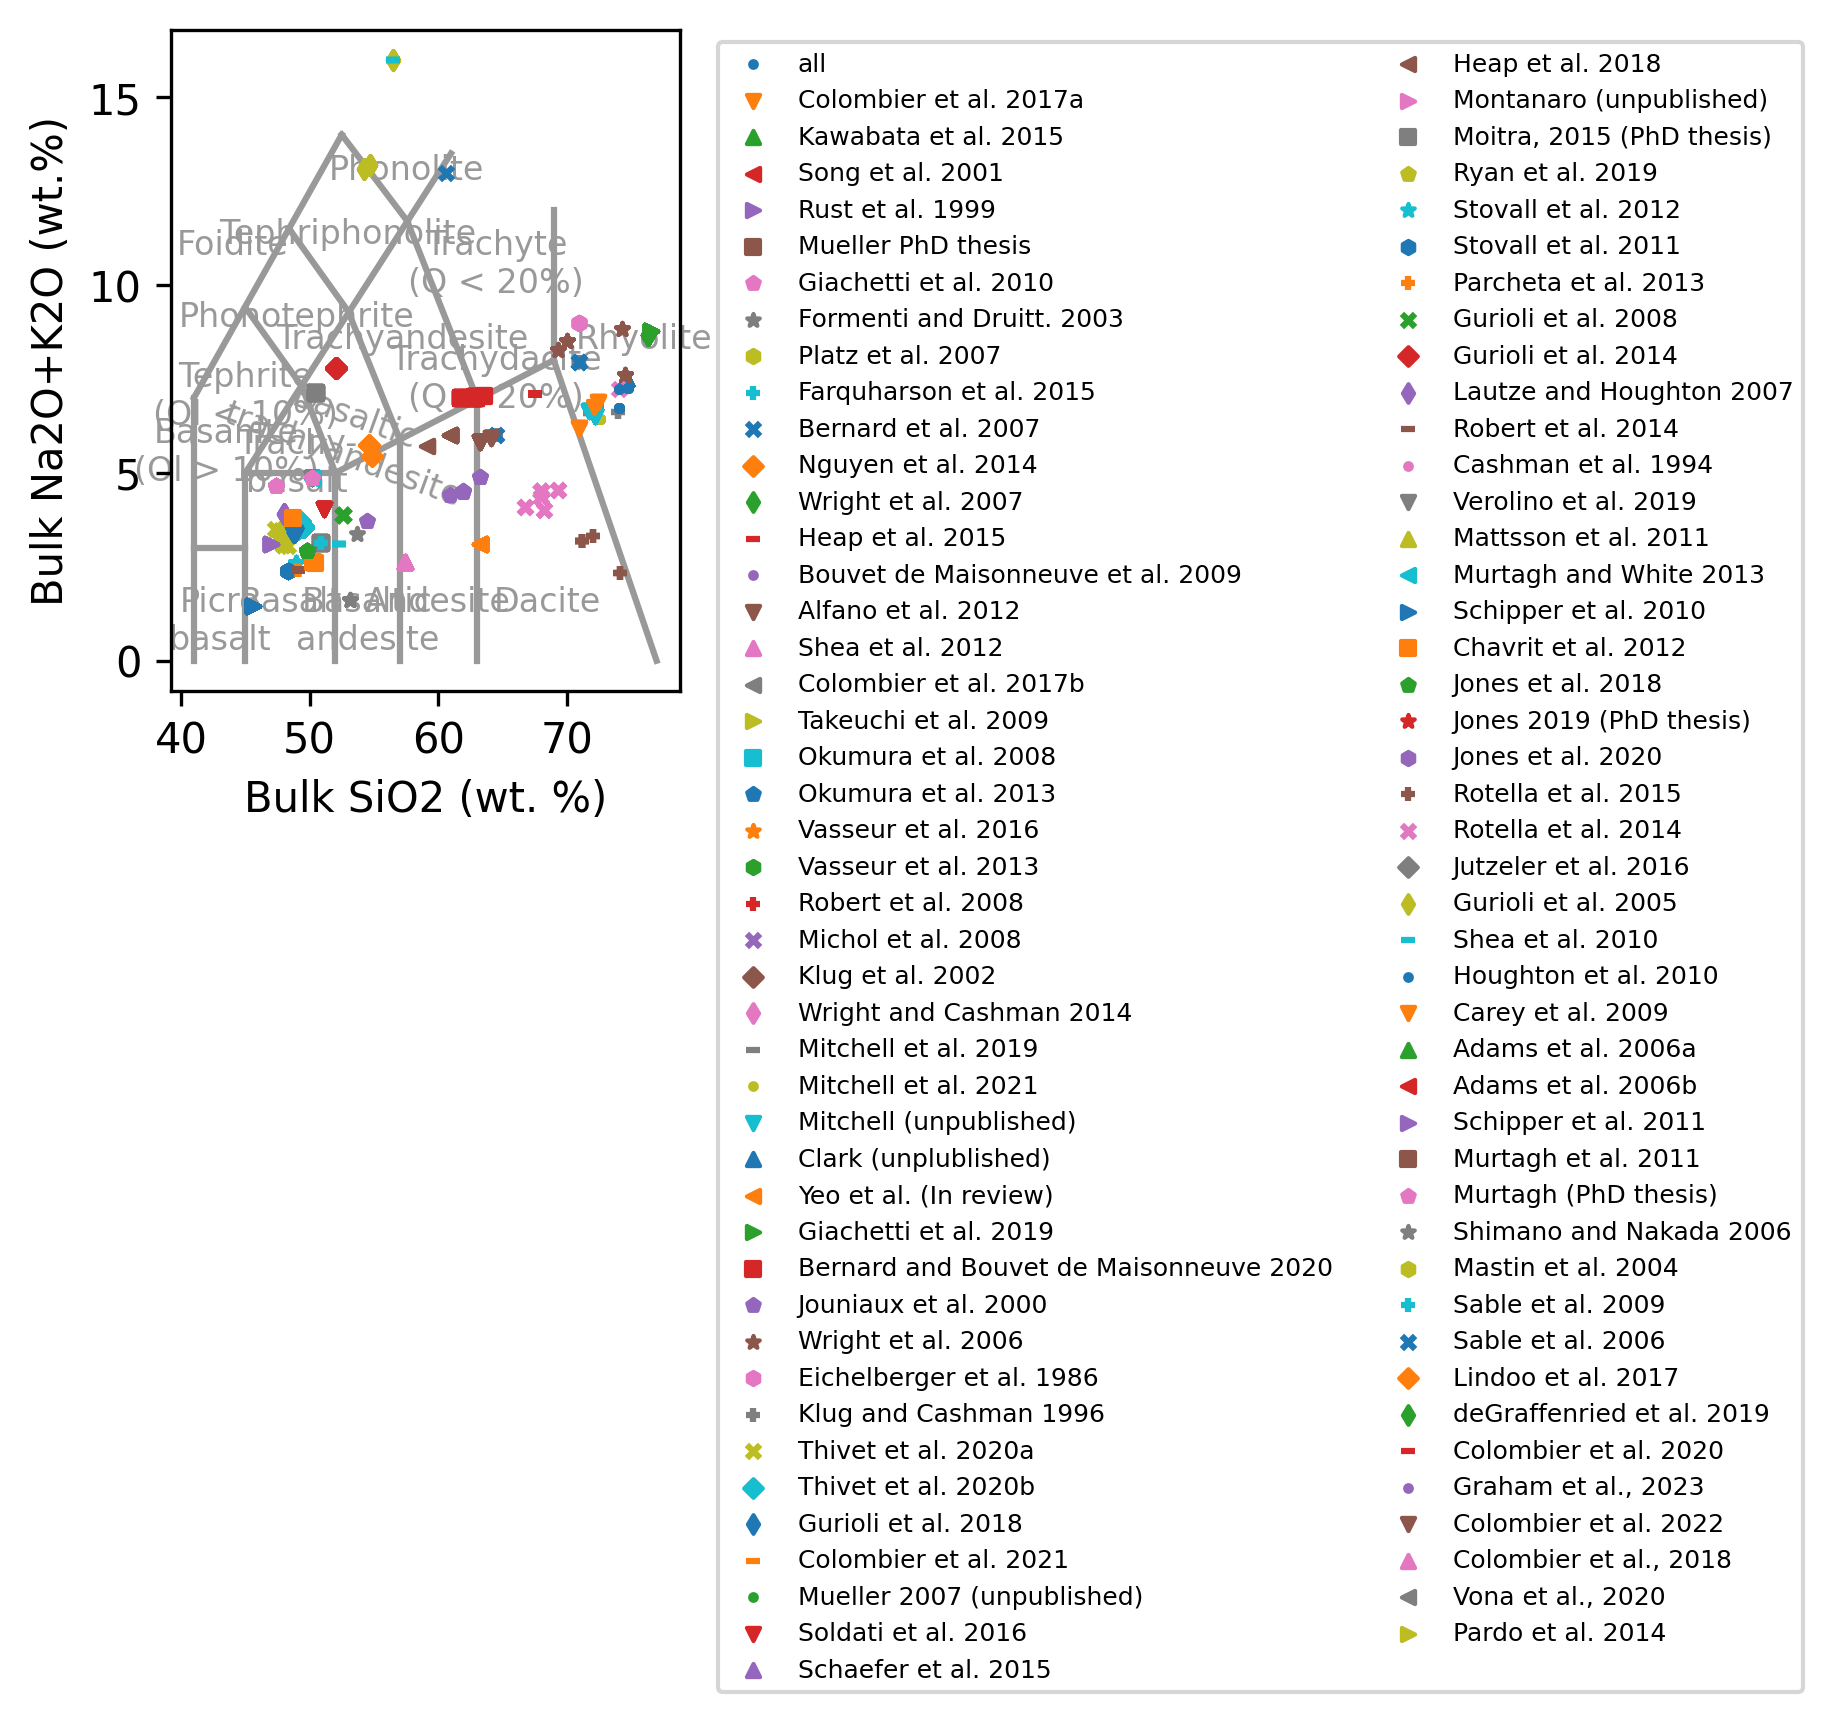 15
10
5
0
40
50
60
70
Bulk Na2O+K2O (wt.%)
Bulk SiO2 (wt. %)
Phonolite
Tephriphonolite
Foidite
Trachyte
(Q < 20%)
Phonotephrite
Trachyandesite
Rhyolite
Trachydacite
(Q > 20%)
Tephrite
(Ol < 10%)
Basanite
(Ol > 10%)
Basaltic
trachyandesite
Trachy-
basalt
Picro
basalt
Basalt
Basaltic
andesite
Andesite
Dacite
all
Colombier et al. 2017a
Kawabata et al. 2015
Song et al. 2001
Rust et al. 1999
Mueller PhD thesis
Giachetti et al. 2010
Formenti and Druitt. 2003
Platz et al. 2007
Farquharson et al. 2015
Bernard et al. 2007
Nguyen et al. 2014
Wright et al. 2007
Heap et al. 2015
Bouvet de Maisonneuve et al. 2009
Alfano et al. 2012
Shea et al. 2012
Colombier et al. 2017b
Takeuchi et al. 2009
Okumura et al. 2008
Okumura et al. 2013
Vasseur et al. 2016
Vasseur et al. 2013
Robert et al. 2008
Michol et al. 2008
Klug et al. 2002
Wright and Cashman 2014
Mitchell et al. 2019
Mitchell et al. 2021
Mitchell (unpublished)
Clark (unplublished)
Yeo et al. (In review)
Giachetti et al. 2019
Bernard and Bouvet de Maisonneuve 2020
Jouniaux et al. 2000
Wright et al. 2006
Eichelberger et al. 1986
Klug and Cashman 1996
Thivet et al. 2020a
Thivet et al. 2020b
Gurioli et al. 2018
Colombier et al. 2021
Mueller 2007 (unpublished)
Soldati et al. 2016
Schaefer et al. 2015
Heap et al. 2018
Montanaro (unpublished)
Moitra, 2015 (PhD thesis)
Ryan et al. 2019
Stovall et al. 2012
Stovall et al. 2011
Parcheta et al. 2013
Gurioli et al. 2008
Gurioli et al. 2014
Lautze and Houghton 2007
Robert et al. 2014
Cashman et al. 1994
Verolino et al. 2019
Mattsson et al. 2011
Murtagh and White 2013
Schipper et al. 2010
Chavrit et al. 2012
Jones et al. 2018
Jones 2019 (PhD thesis)
Jones et al. 2020
Rotella et al. 2015
Rotella et al. 2014
Jutzeler et al. 2016
Gurioli et al. 2005
Shea et al. 2010
Houghton et al. 2010
Carey et al. 2009
Adams et al. 2006a
Adams et al. 2006b
Schipper et al. 2011
Murtagh et al. 2011
Murtagh (PhD thesis)
Shimano and Nakada 2006
Mastin et al. 2004
Sable et al. 2009
Sable et al. 2006
Lindoo et al. 2017
deGraffenried et al. 2019
Colombier et al. 2020
Graham et al., 2023
Colombier et al. 2022
Colombier et al., 2018
Vona et al., 2020
Pardo et al. 2014